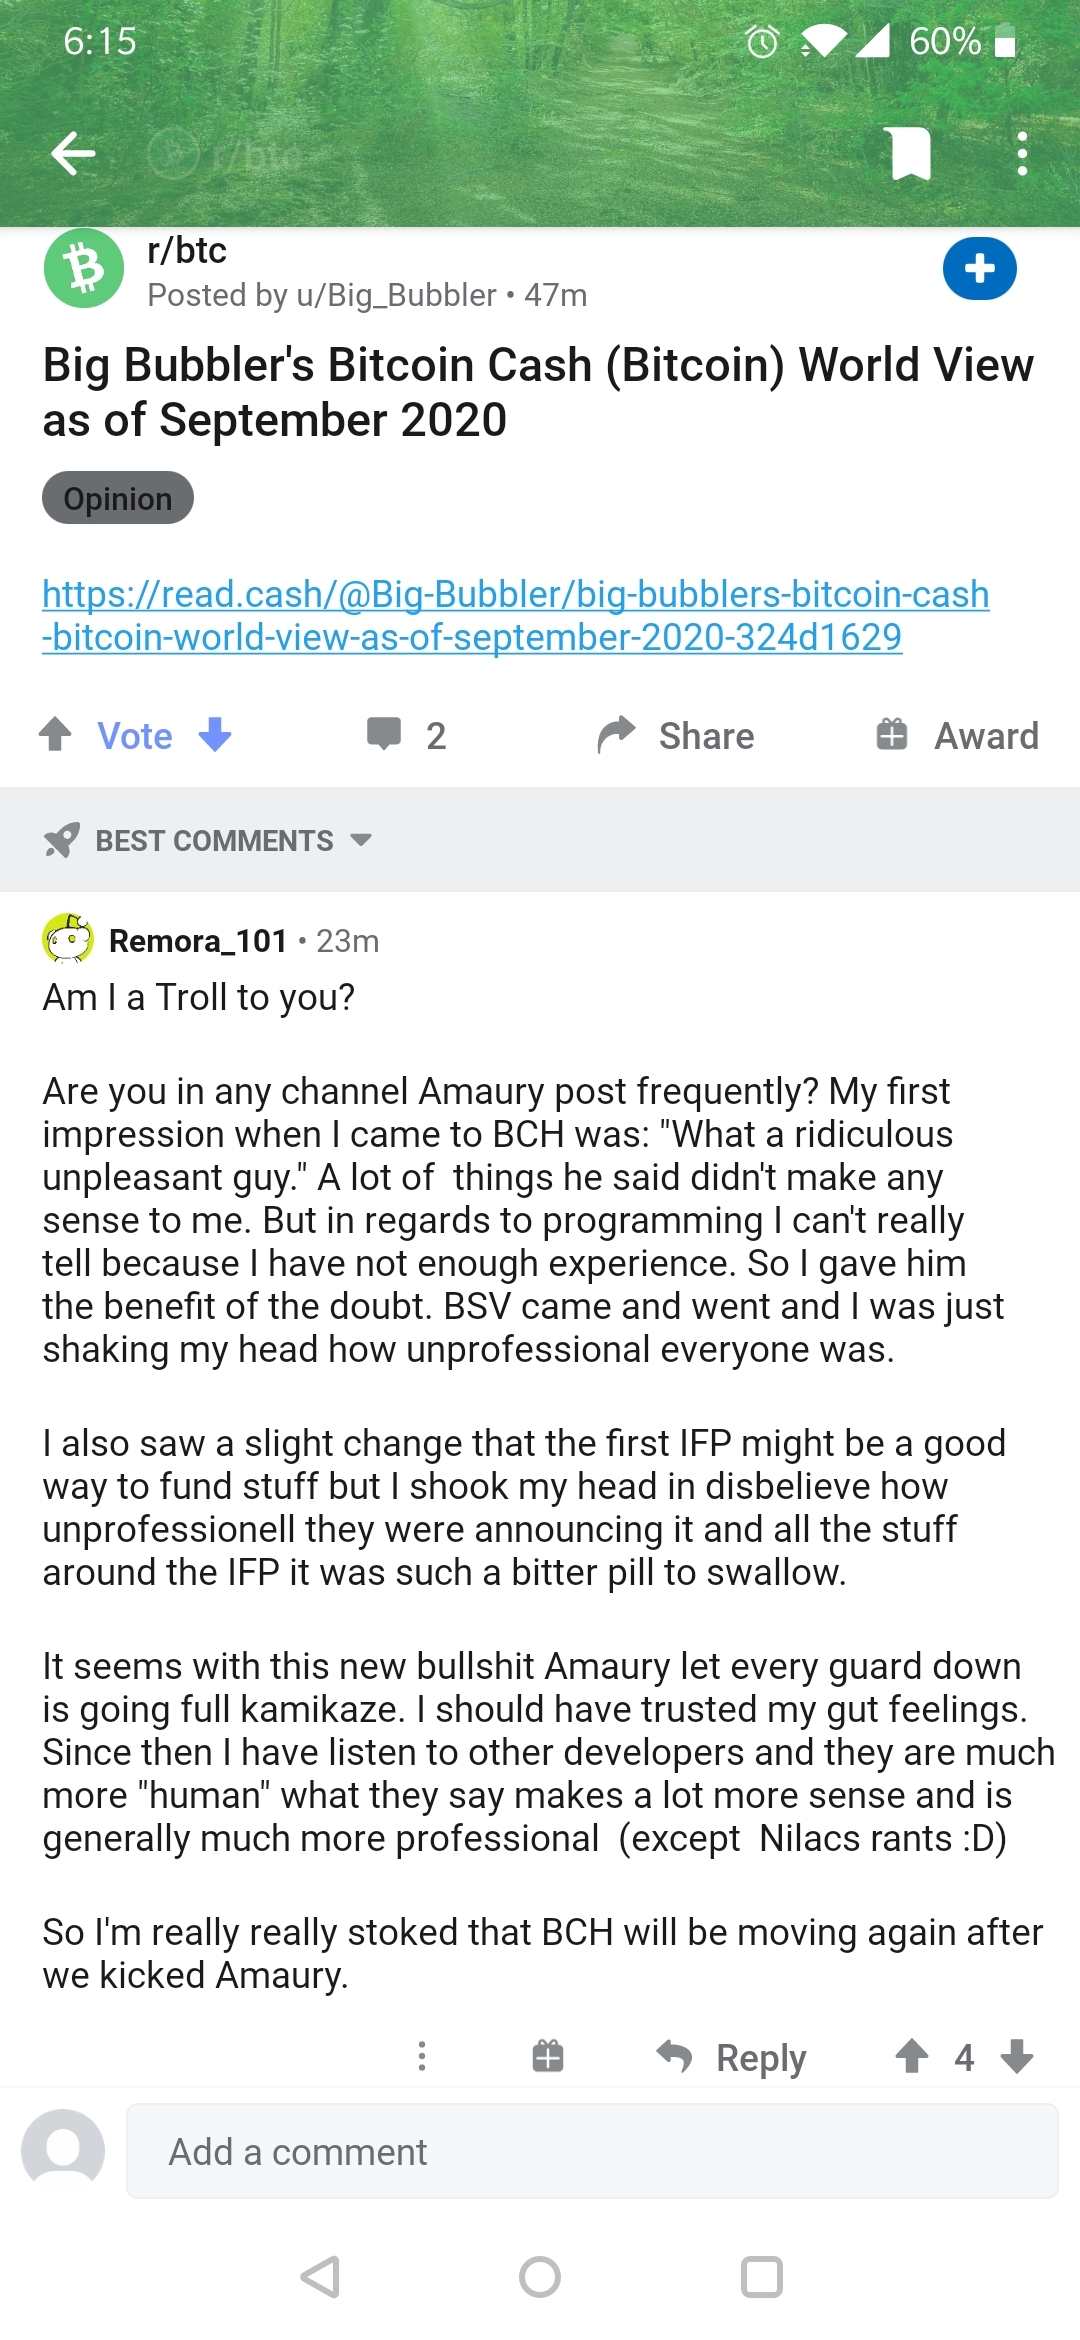 6:15
60%
r/btc
r/btc
Posted by u/Big_Bubbler • 47m
Big Bubbler's Bitcoin Cash (Bitcoin) World View
as of September 2020
Opinion
https://read.cash/@Big-Bubbler/big-bubblers-bitcoin-cash
-bitcoin-world-view-as-of-september-2020-324d1629
Vote 2 Share Award
BEST COMMENTS
Remora_101 • 23m
Am I a Troll to you?
Are you in any channel Amaury post frequently? My first
impression when I came to BCH was: "What a ridiculous
unpleasant guy." A lot of  things he said didn't make any
sense to me. But in regards to programming I can't really
tell because I have not enough experience. So I gave him
the benefit of the doubt. BSV came and went and I was just
shaking my head how unprofessional everyone was.
I also saw a slight change that the first IFP might be a good
way to fund stuff but I shook my head in disbelieve how
unprofessionell they were announcing it and all the stuff
around the IFP it was such a bitter pill to swallow.
It seems with this new bullshit Amaury let every guard down
is going full kamikaze. I should have trusted my gut feelings.
Since then I have listen to other developers and they are much
more "human" what they say makes a lot more sense and is
generally much more professional  (except  Nilacs rants :D)
So I'm really really stoked that BCH will be moving again after
we kicked Amaury.
Reply 4
Add a comment